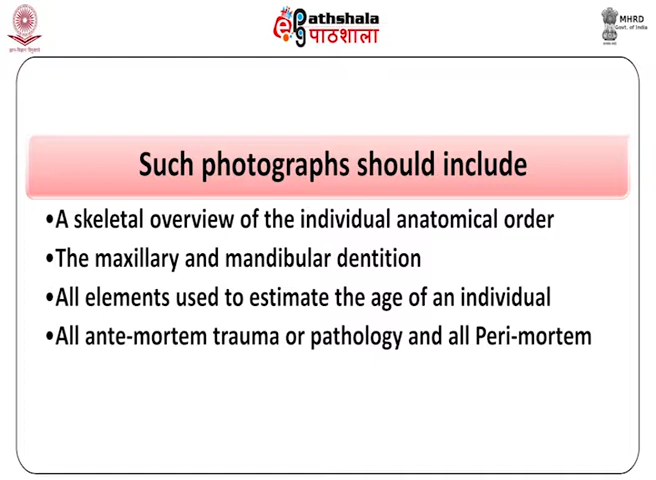 ePG Pathshala
पाठशाला
MHRD
Govt. of India
Such photographs should include
•A skeletal overview of the individual anatomical order
•The maxillary and mandibular dentition
•All elements used to estimate the age of an individual
•All ante-mortem trauma or pathology and all Peri-mortem